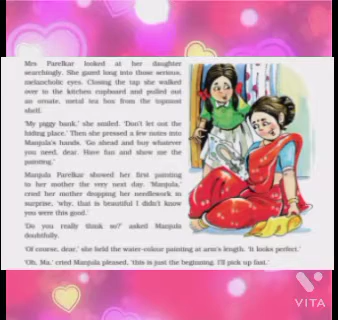 Mrs Parelkar looked at her daughter
searchingly. She gazed long into those serious,
melancholic eyes. Closing the tap she walked
over to the kitchen cupboard and pulled out
an ornate, metal tea box from the topmost
shelf.
'My piggy bank,' she smiled. 'Don't let out the
hiding place.' Then she pressed a few notes into
Manjula's hands. 'Go ahead and buy whatever
you need, dear. Have fun and show me the
painting.'
Manjula Parelkar showed her first painting
to her mother the very next day. 'Manjula,'
cried her mother dropping her needlework in
surprise, 'why, that is beautiful I didn't know
you were this good.'
'Do you really think so?' asked Manjula
doubtfully.
'Of course, dear,' she held the water-colour painting at arm's length. 'It looks perfect.'
'Oh, Ma,' cried Manjula pleased, 'this is just the beginning. I'll pick up fast.'
VITA